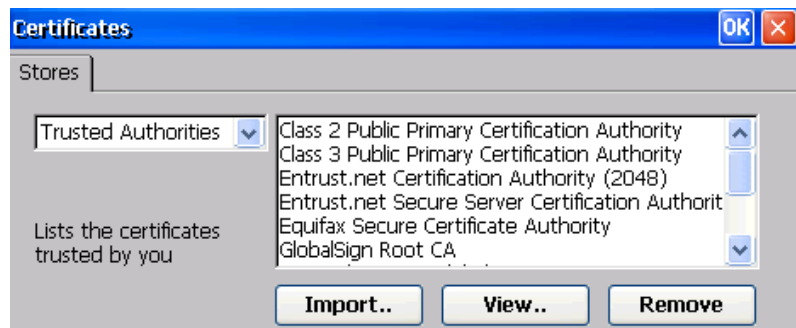 Certificates OK
Stores
Trusted Authorities
Class 2 Public Primary Certification Authority
Class 3 Public Primary Certification Authority
Entrust.net Certification Authority (2048)
Entrust.net Secure Server Certification Authorit
Equifax Secure Certificate Authority
GlobalSign Root CA
Lists the certificates
trusted by you
Import.. View.. Remove